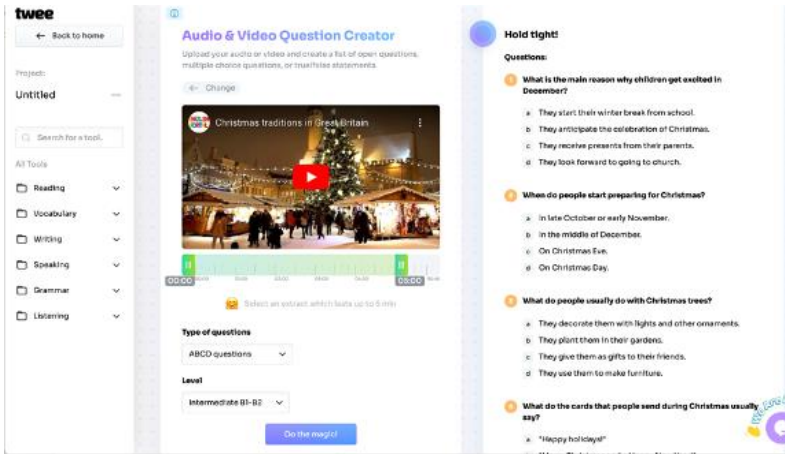 twee
← Back to home
Project:
Untitled
Search for a tool.
All Tools
Reading
Vocabulary
Writing
Speaking
Grammar
Listening
Audio & Video Question Creator
Upload your audio or video and create a list of open questions,
multiple choice questions, or true/false statements.
← Change
Christmas traditions in Great Britain
00:00
05:00
Select an extract which lasts up to 5 min
Type of questions
ABCD questions
Level
Intermediate B1-B2
Do the magic!
Hold tight!
Questions:
What is the main reason why children get excited in
December?
a They start their winter break from school.
b They anticipate the celebration of Christmas.
c They receive presents from their parents.
d They look forward to going to church.
When do people start preparing for Christmas?
a In late October or early November.
b In the middle of December.
c On Christmas Eve.
d On Christmas Day.
What do people usually do with Christmas trees?
a They decorate them with lights and other ornaments.
b They plant them in their gardens.
c They give them as gifts to their friends.
d They use them to make furniture.
What do the cards that people send during Christmas usually
say?
a "Happy holidays!"